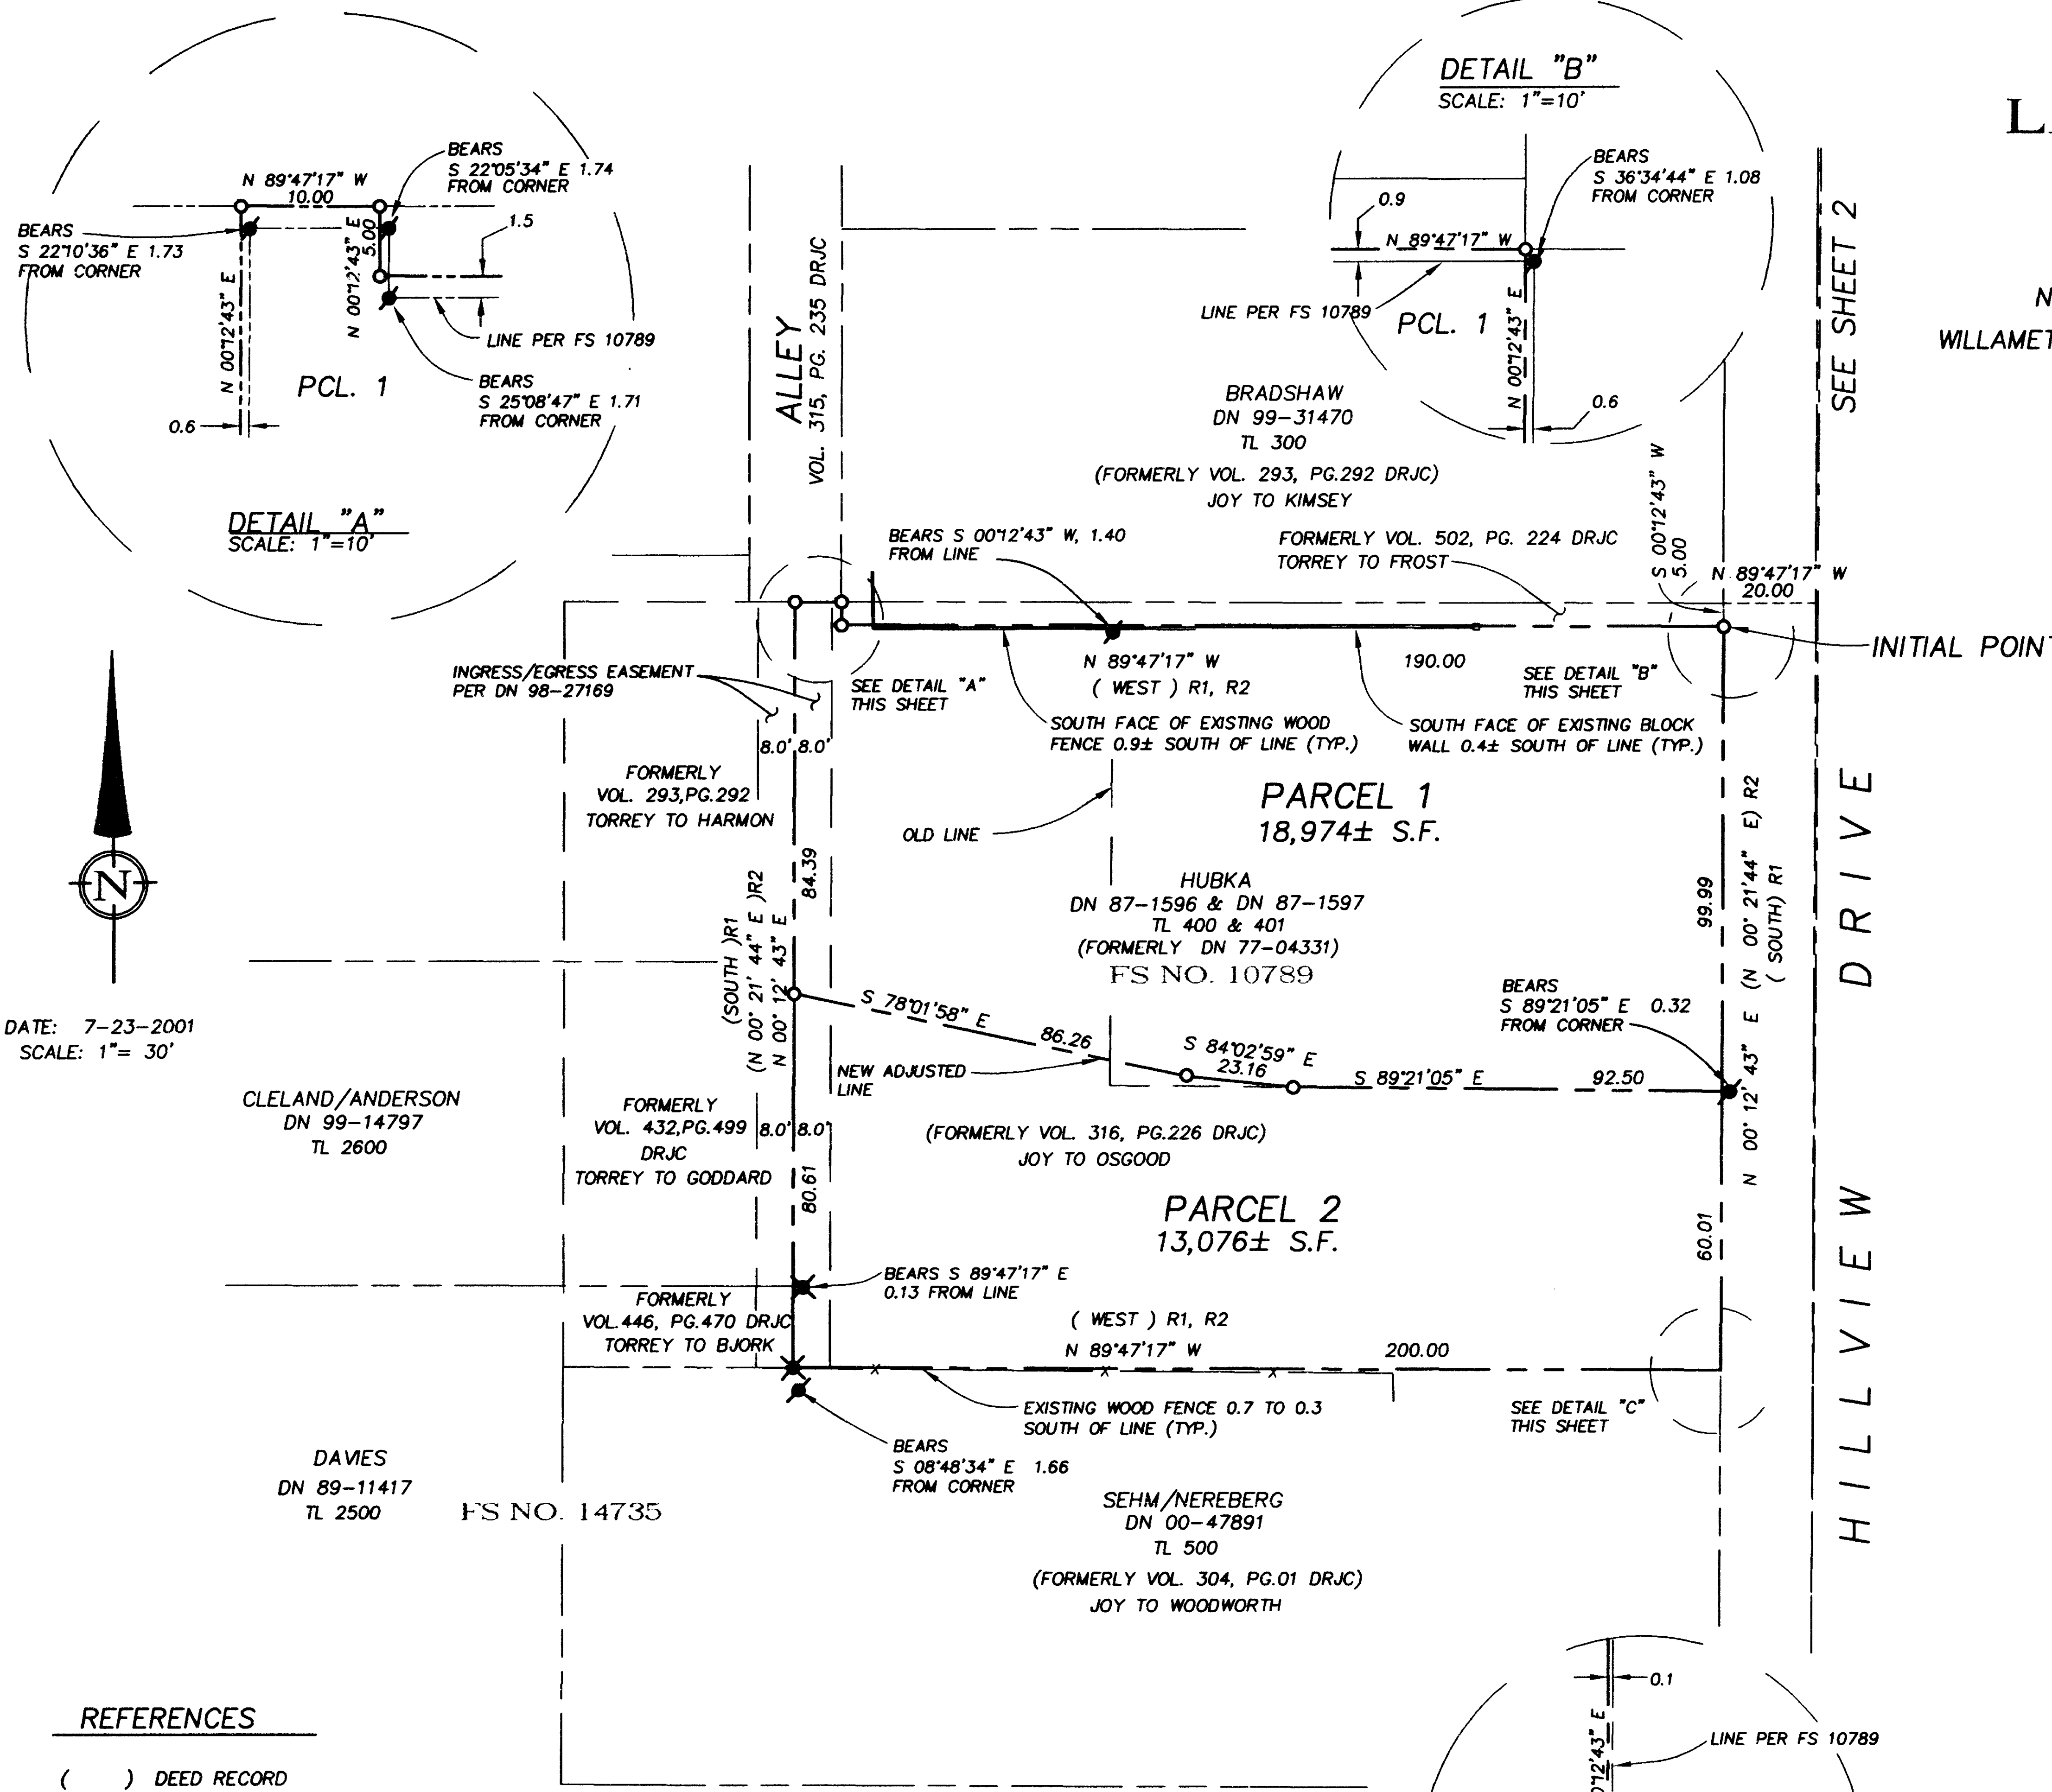 DETAIL "A"
SCALE: 1"=10'
BEARS
S 22°05'34" E 1.74
FROM CORNER
N 89°47'17" W
10.00
BEARS
S 22°10'36" E 1.73
FROM CORNER
N 00°12'43" E
5.00
1.5
N 00°12'43" E
LINE PER FS 10789
PCL. 1
BEARS
S 25°08'47" E 1.71
FROM CORNER
0.6
DETAIL "B"
SCALE: 1"=10'
BEARS
S 36°34'44" E 1.08
FROM CORNER
0.9
N 89°47'17" W
LINE PER FS 10789
PCL. 1
N 00°12'43" E
0.6
L
N
WILLAMET
SEE SHEET 2
ALLEY
VOL. 315, PG. 235 DRJC
BRADSHAW
DN 99-31470
TL 300
(FORMERLY VOL. 293, PG.292 DRJC)
JOY TO KIMSEY
BEARS S 00°12'43" W, 1.40
FROM LINE
FORMERLY VOL. 502, PG. 224 DRJC
TORREY TO FROST
S 00°12'43" W
5.00
N 89°47'17" W
20.00
INITIAL POIN
INGRESS/EGRESS EASEMENT
PER DN 98-27169
SEE DETAIL "A"
THIS SHEET
N 89°47'17" W
190.00
( WEST ) R1, R2
SEE DETAIL "B"
THIS SHEET
SOUTH FACE OF EXISTING WOOD
FENCE 0.9± SOUTH OF LINE (TYP.)
SOUTH FACE OF EXISTING BLOCK
WALL 0.4± SOUTH OF LINE (TYP.)
8.0' 8.0'
FORMERLY
VOL. 293,PG.292
TORREY TO HARMON
OLD LINE
PARCEL 1
18,974± S.F.
84.39
HUBKA
DN 87-1596 & DN 87-1597
TL 400 & 401
(FORMERLY DN 77-04331)
FS NO. 10789
(SOUTH )R1
(N 00° 21' 44" E )R2
N 00° 12' 43" E
99.99
N 00° 12' 43" E (N 00° 21'44" E) R2
( SOUTH) R1
HILLVIEW DRIVE
DATE: 7-23-2001
SCALE: 1"= 30'
N
S 78°01'58" E
86.26
S 84°02'59" E
23.16
S 89°21'05" E 92.50
BEARS
S 89°21'05" E 0.32
FROM CORNER
NEW ADJUSTED
LINE
CLELAND/ANDERSON
DN 99-14797
TL 2600
FORMERLY
VOL. 432,PG.499
DRJC
TORREY TO GODDARD
8.0' 8.0'
(FORMERLY VOL. 316, PG.226 DRJC)
JOY TO OSGOOD
80.61
PARCEL 2
13,076± S.F.
60.01
BEARS S 89°47'17" E
0.13 FROM LINE
FORMERLY
VOL.446, PG.470 DRJC
TORREY TO BJORK
( WEST ) R1, R2
N 89°47'17" W
200.00
EXISTING WOOD FENCE 0.7 TO 0.3
SOUTH OF LINE (TYP.)
SEE DETAIL "C"
THIS SHEET
BEARS
S 08°48'34" E 1.66
FROM CORNER
DAVIES
DN 89-11417
TL 2500
FS NO. 14735
SEHM/NEREBERG
DN 00-47891
TL 500
(FORMERLY VOL. 304, PG.01 DRJC)
JOY TO WOODWORTH
0.1
LINE PER FS 10789
0°12'43" E
REFERENCES
( ) DEED RECORD